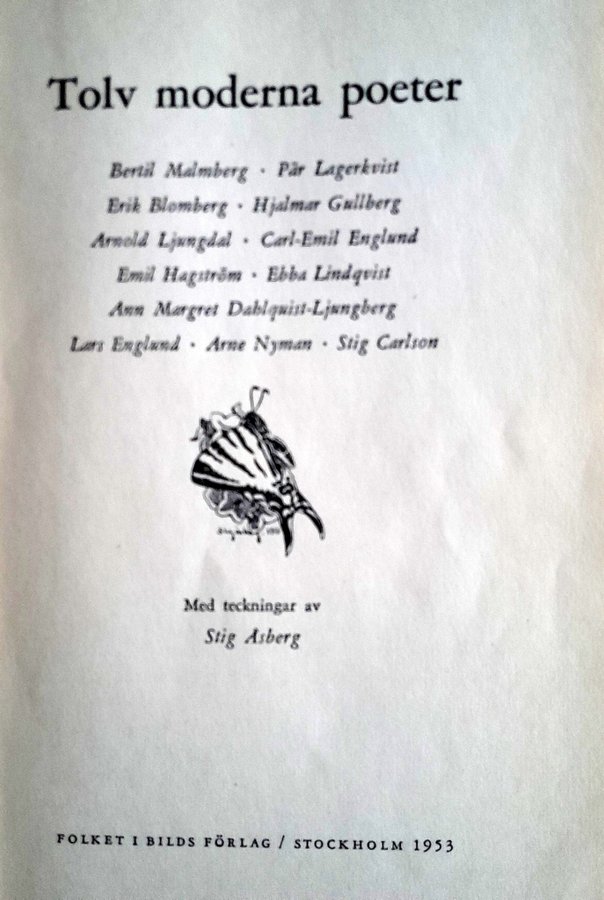 Tolv moderna poeter
Bertil Malmberg · Pär Lagerkvist
Erik Blomberg · Hjalmar Gullberg
Arnold Ljungdal · Carl-Emil Englund
Emil Hagström · Ebba Lindqvist
Ann Margret Dahlquist-Ljungberg
Lars Englund · Arne Nyman · Stig Carlson
Med teckningar av
Stig Åsberg
FOLKET I BILDS FÖRLAG / STOCKHOLM 1953